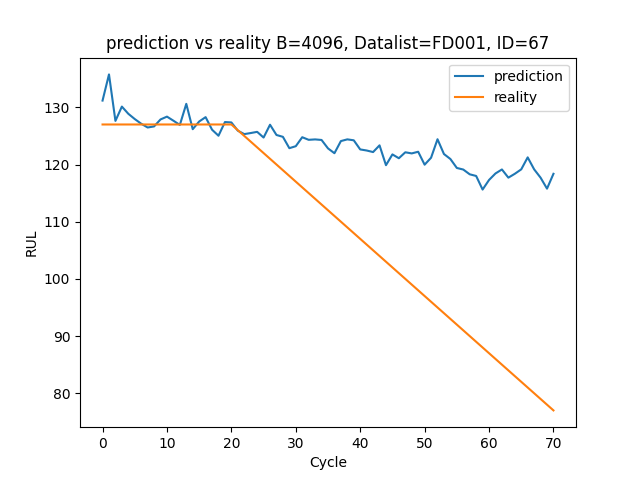 prediction vs reality B=4096, Datalist=FD001, ID=67
prediction
reality
RUL
130
120
110
100
90
80
0 10 20 30 40 50 60 70
Cycle